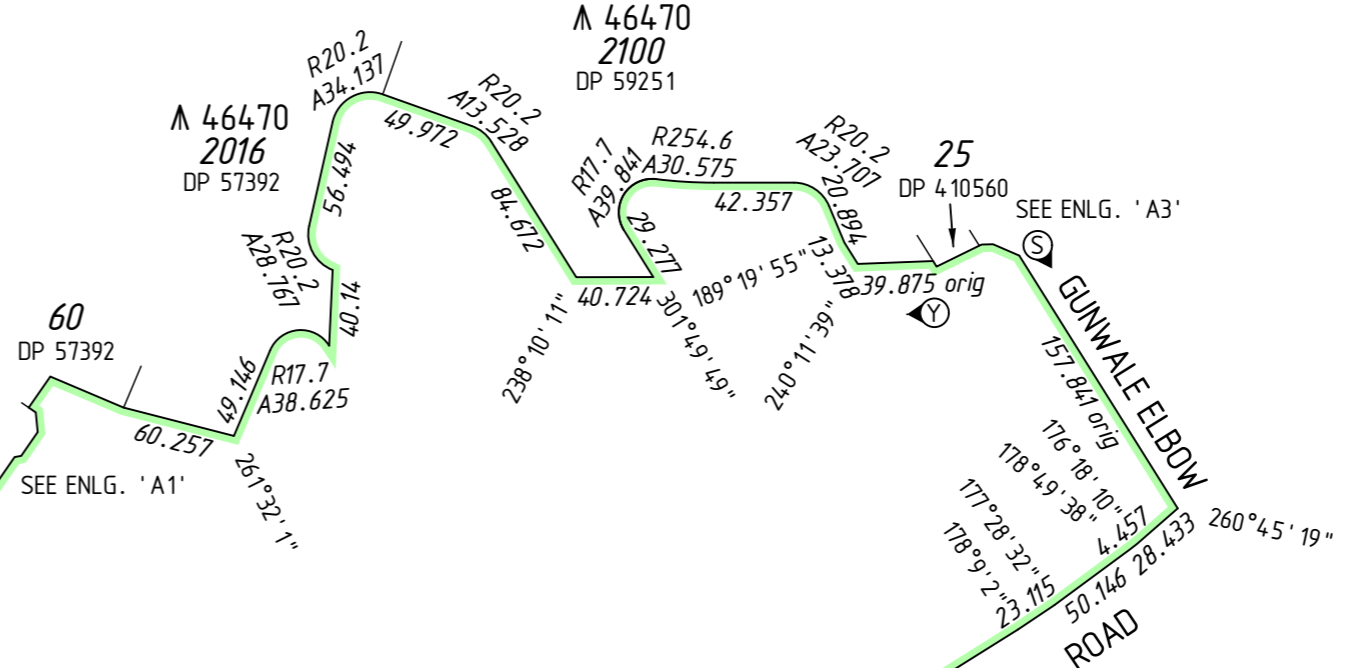 46470
2100
DP 59251
R20.2
A34.137
46470
2016
DP 57392
49.972
R20.2
A13.528
56.494
84.672
R17.7
A39.841
R254.6
A30.575
42.357
R20.2
A23.707
20.894
25
DP 410560
SEE ENLG. 'A3'
S
29.277
189°19'55"
13.378
39.875 orig
Y
GUNWALE ELBOW
R20.2
A28.767
40.14
40.724
238°10'11"
301°49'49"
240°11'39"
157.841 orig
60
DP 57392
49.146
R17.7
A38.625
60.257
SEE ENLG. 'A1'
261°32'1"
176°18'10"
178°49'38"
177°28'32"
178°9'2"
4.457
28.433
260°45'19"
23.115
50.146
ROAD